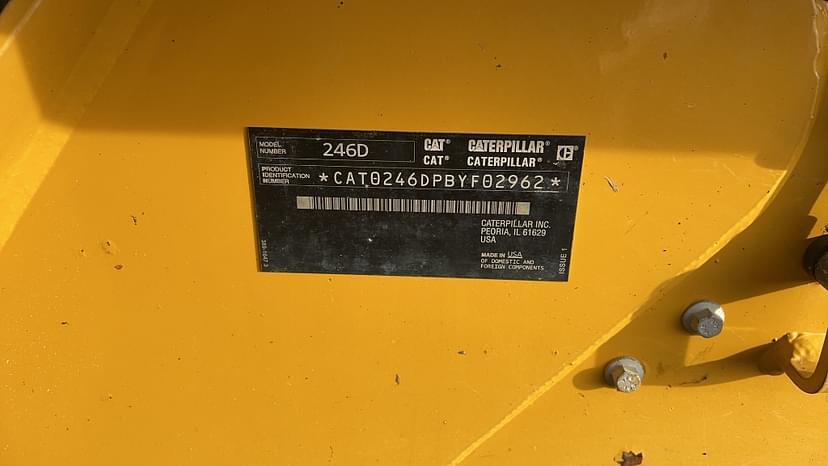 MODEL NUMBER 246D CAT® CATERPILLAR®
CAT® CATERPILLAR®
PRODUCT IDENTIFICATION NUMBER *CAT0246DPBYF02962*
CATERPILLAR INC.
PEORIA, IL 61629
USA
MADE IN USA
OF DOMESTIC AND
FOREIGN COMPONENTS
ISSUE 1